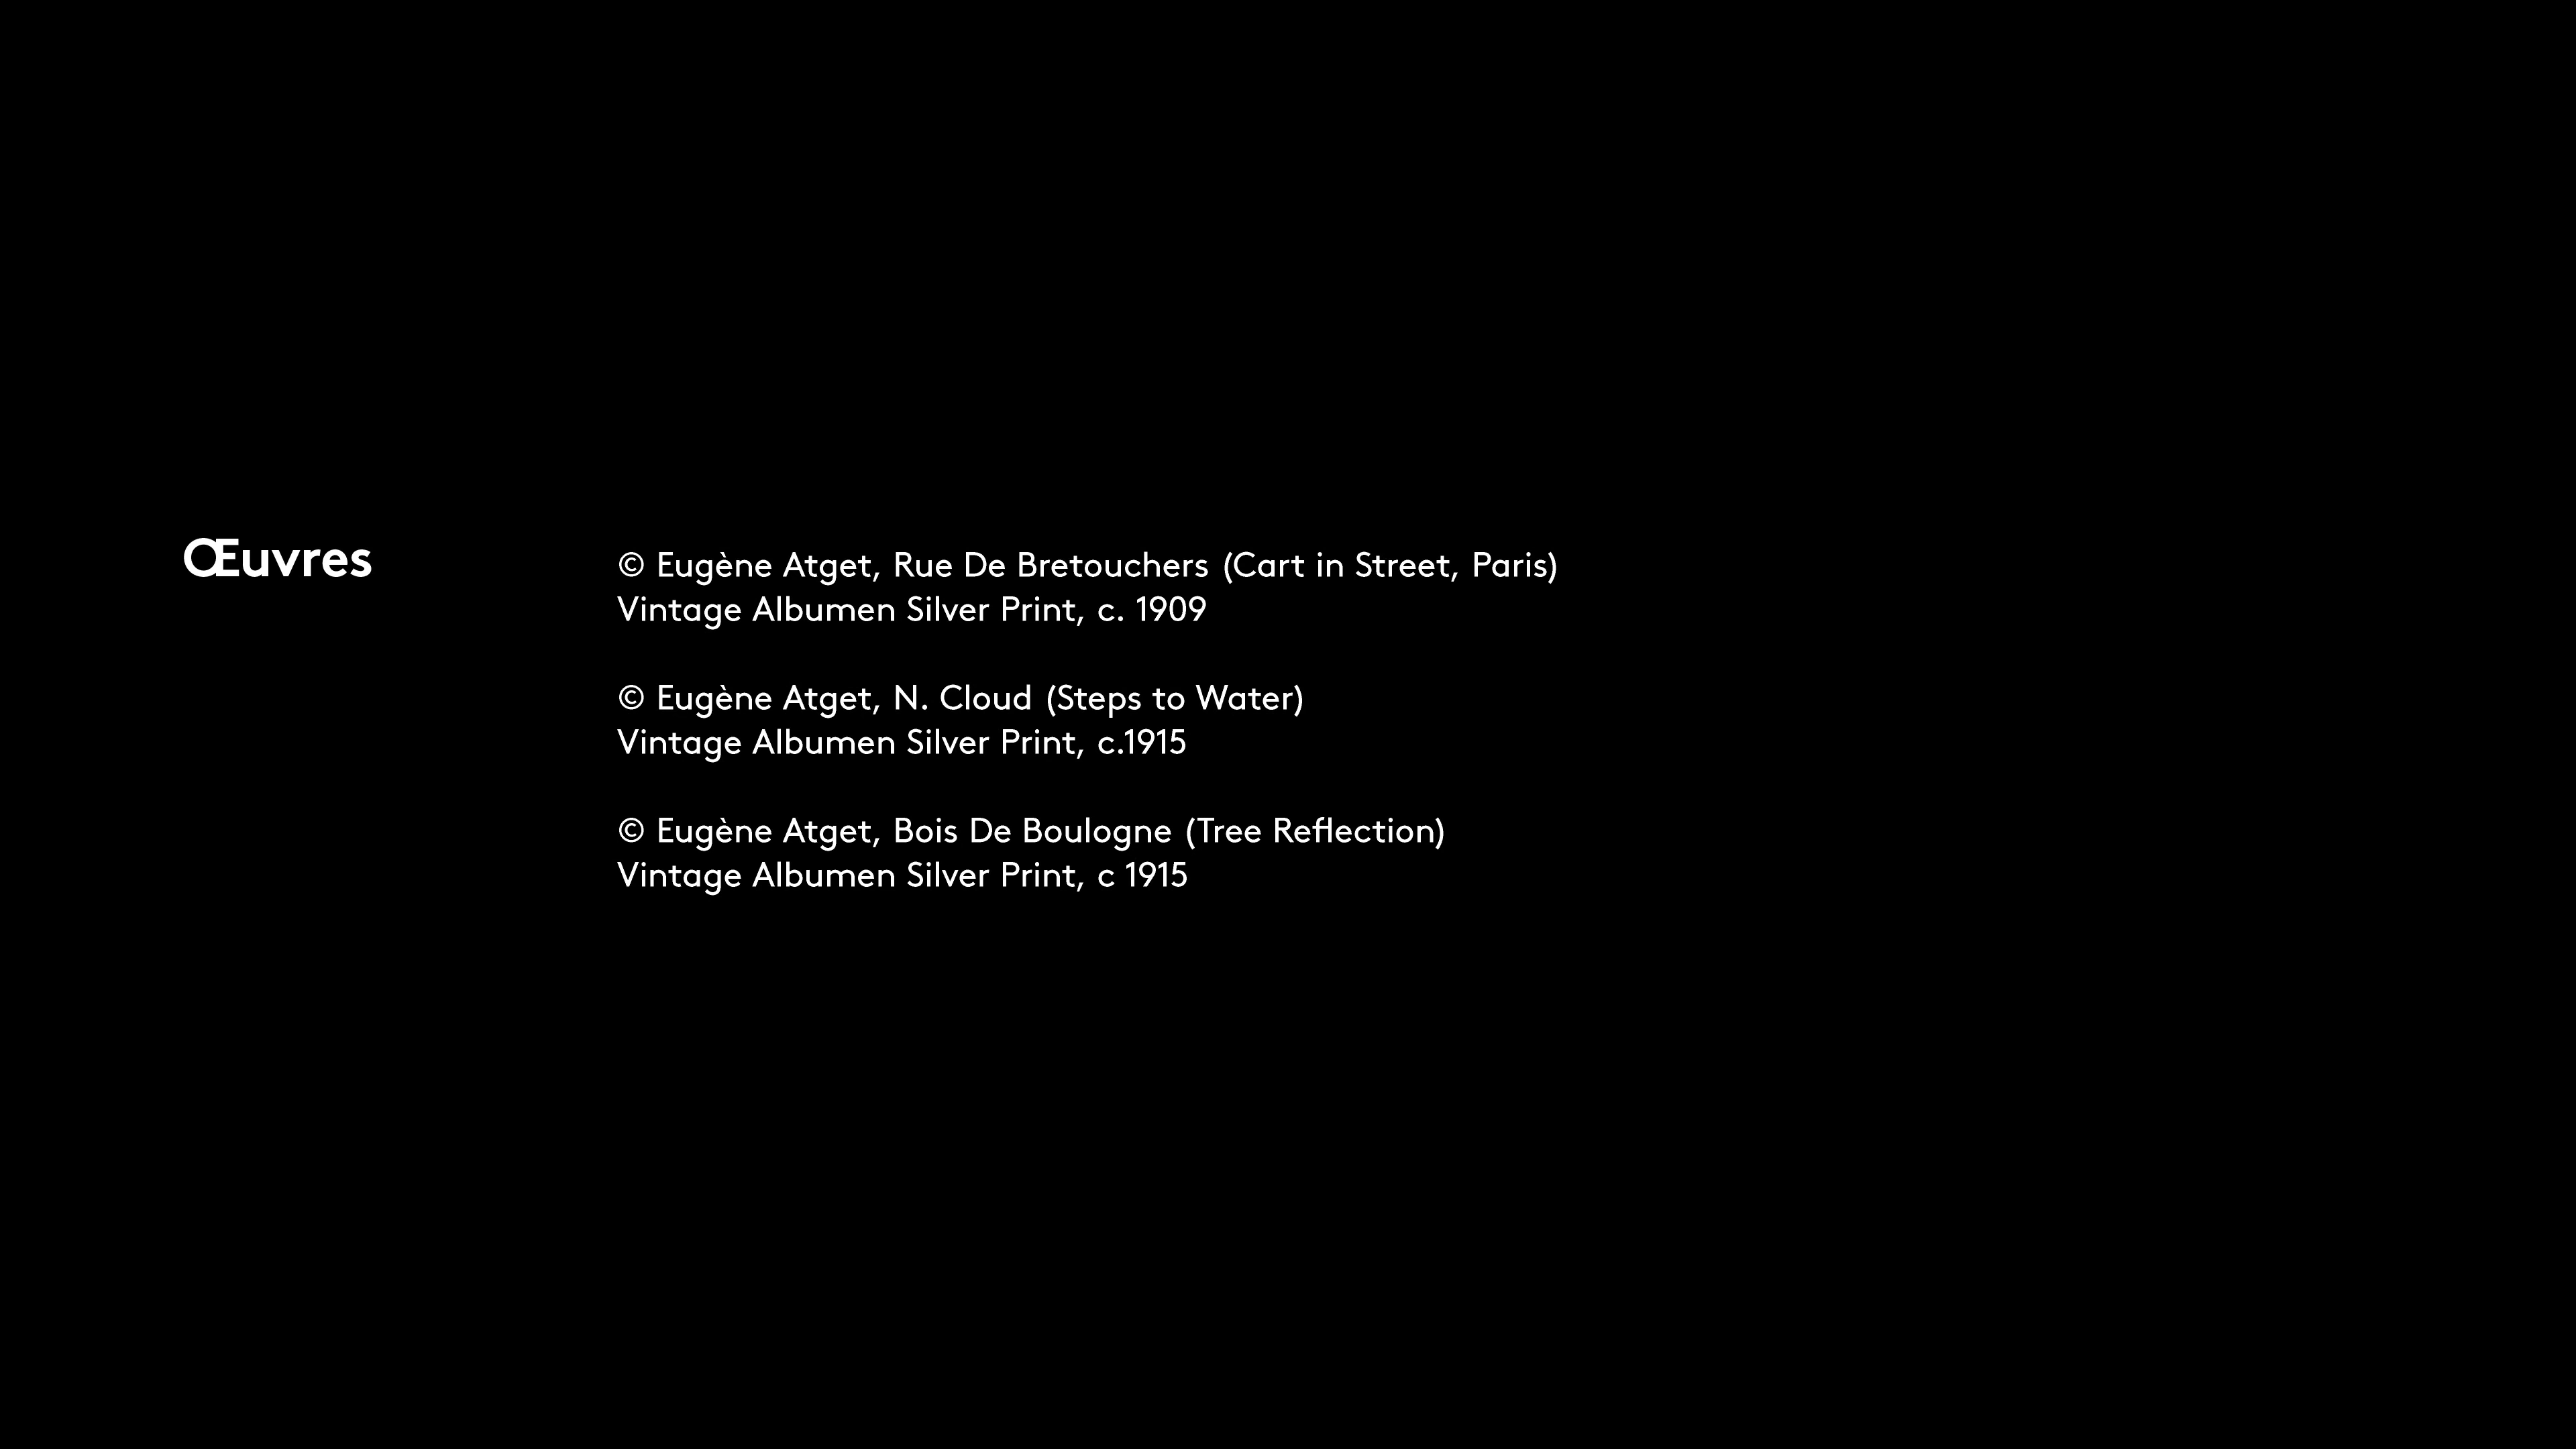 Œuvres
© Eugène Atget, Rue De Bretouchers (Cart in Street, Paris)
Vintage Albumen Silver Print, c. 1909
© Eugène Atget, N. Cloud (Steps to Water)
Vintage Albumen Silver Print, c.1915
© Eugène Atget, Bois De Boulogne (Tree Reflection)
Vintage Albumen Silver Print, c 1915